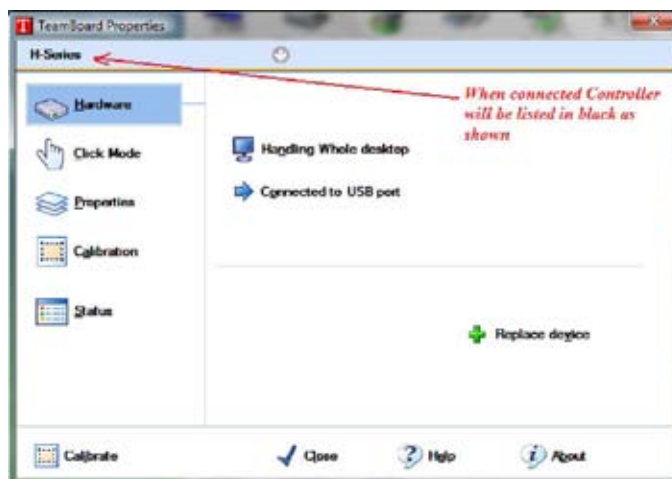 TeamBoard Properties
H-Series
When connected Controller
will be listed in black as
shown
Hardware
Click Mode
Handling Whole desktop
Connected to USB port
Properties
Calibration
Status
Replace device
Calibrate
Close
Help
About